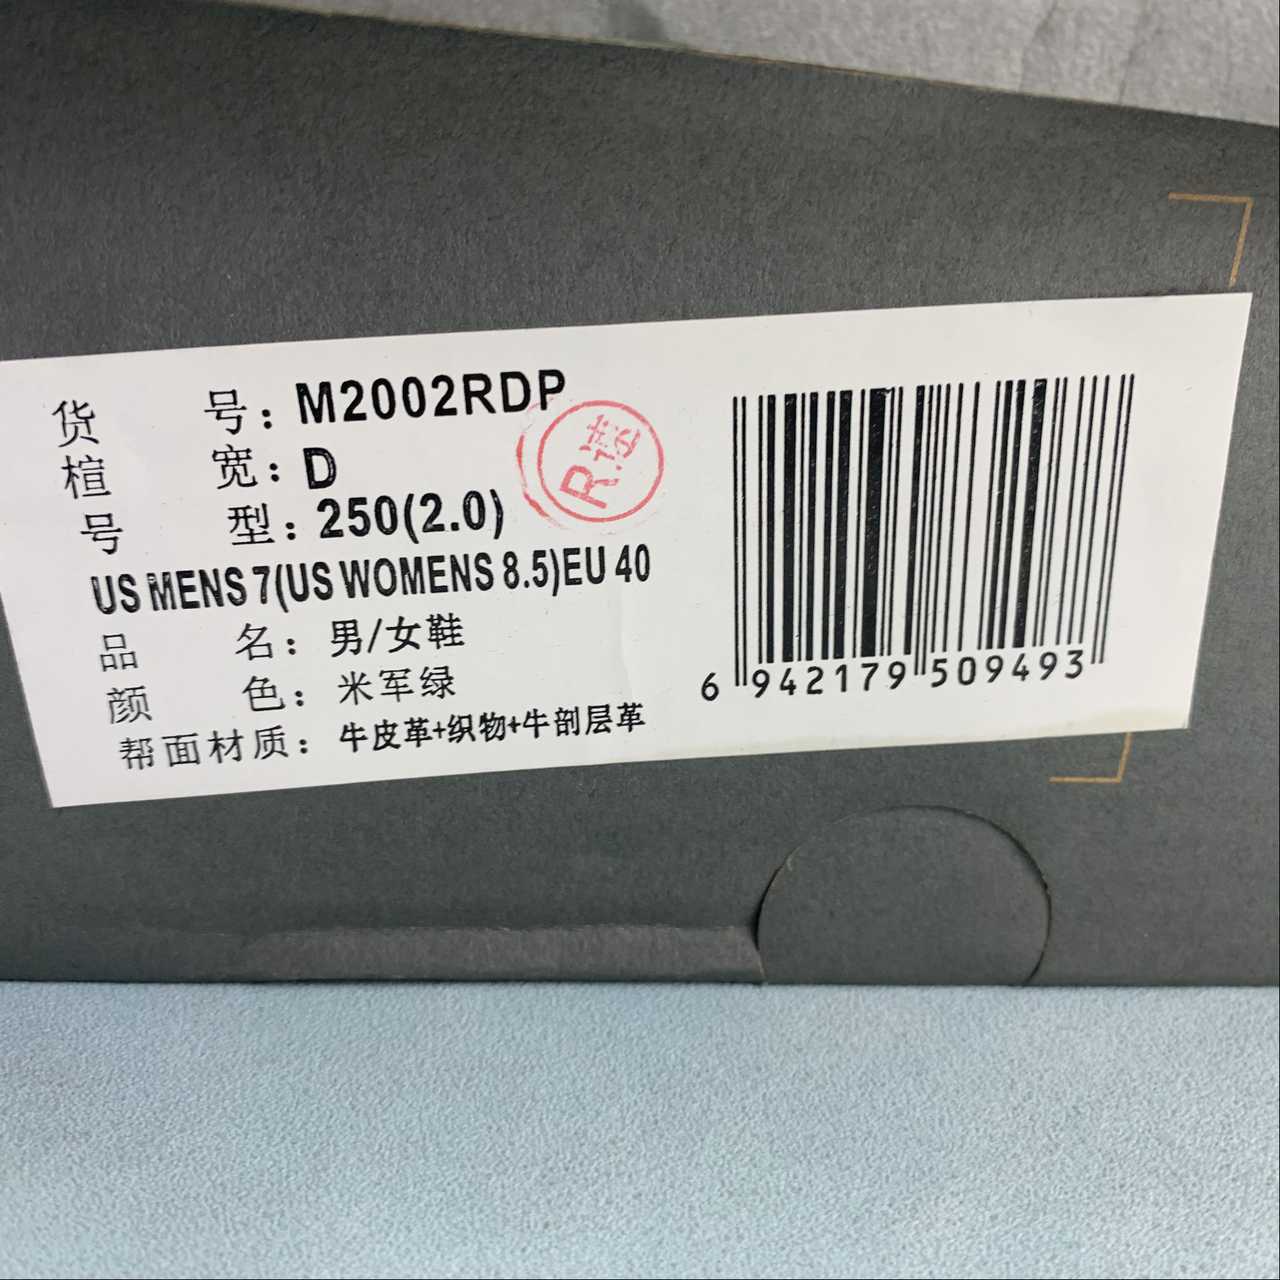 货 号：M2002RDP
楦 宽：D
号 型：250(2.0)
US MENS 7(US WOMENS 8.5)EU 40
品 名：男/女鞋
颜 色：米军绿
帮面材质：牛皮革+织物+牛剖层革
R.楦
6 942179 509493